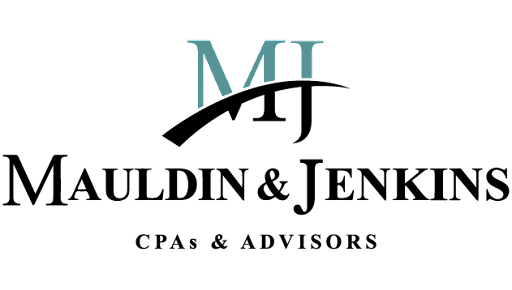 MJ
MAULDIN & JENKINS
CPAs & ADVISORS